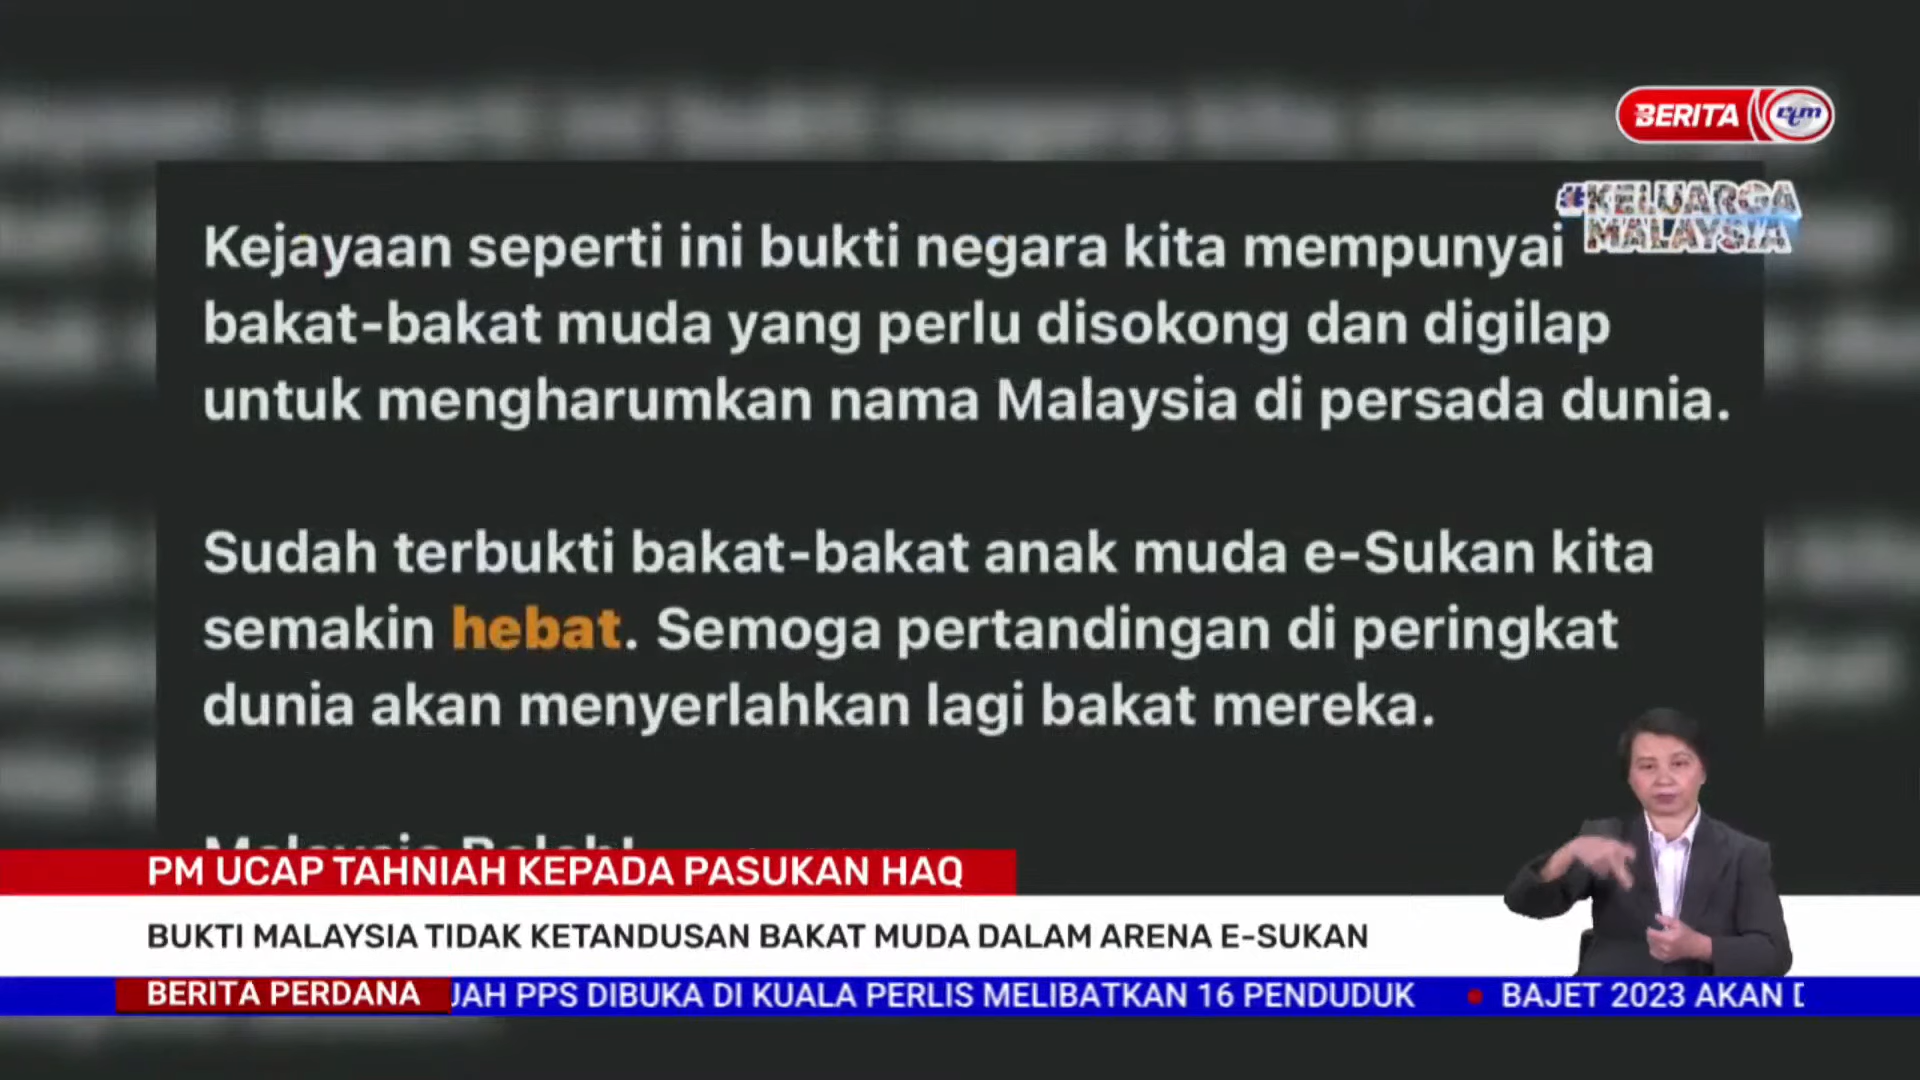 BERITA rtm
#KELUARGA
MALAYSIA
Kejayaan seperti ini bukti negara kita mempunyai
bakat-bakat muda yang perlu disokong dan digilap
untuk mengharumkan nama Malaysia di persada dunia.
Sudah terbukti bakat-bakat anak muda e-Sukan kita
semakin hebat. Semoga pertandingan di peringkat
dunia akan menyerlahkan lagi bakat mereka.
Malaysia Boleh!
PM UCAP TAHNIAH KEPADA PASUKAN HAQ
BUKTI MALAYSIA TIDAK KETANDUSAN BAKAT MUDA DALAM ARENA E-SUKAN
BERITA PERDANA JAH PPS DIBUKA DI KUALA PERLIS MELIBATKAN 16 PENDUDUK • BAJET 2023 AKAN